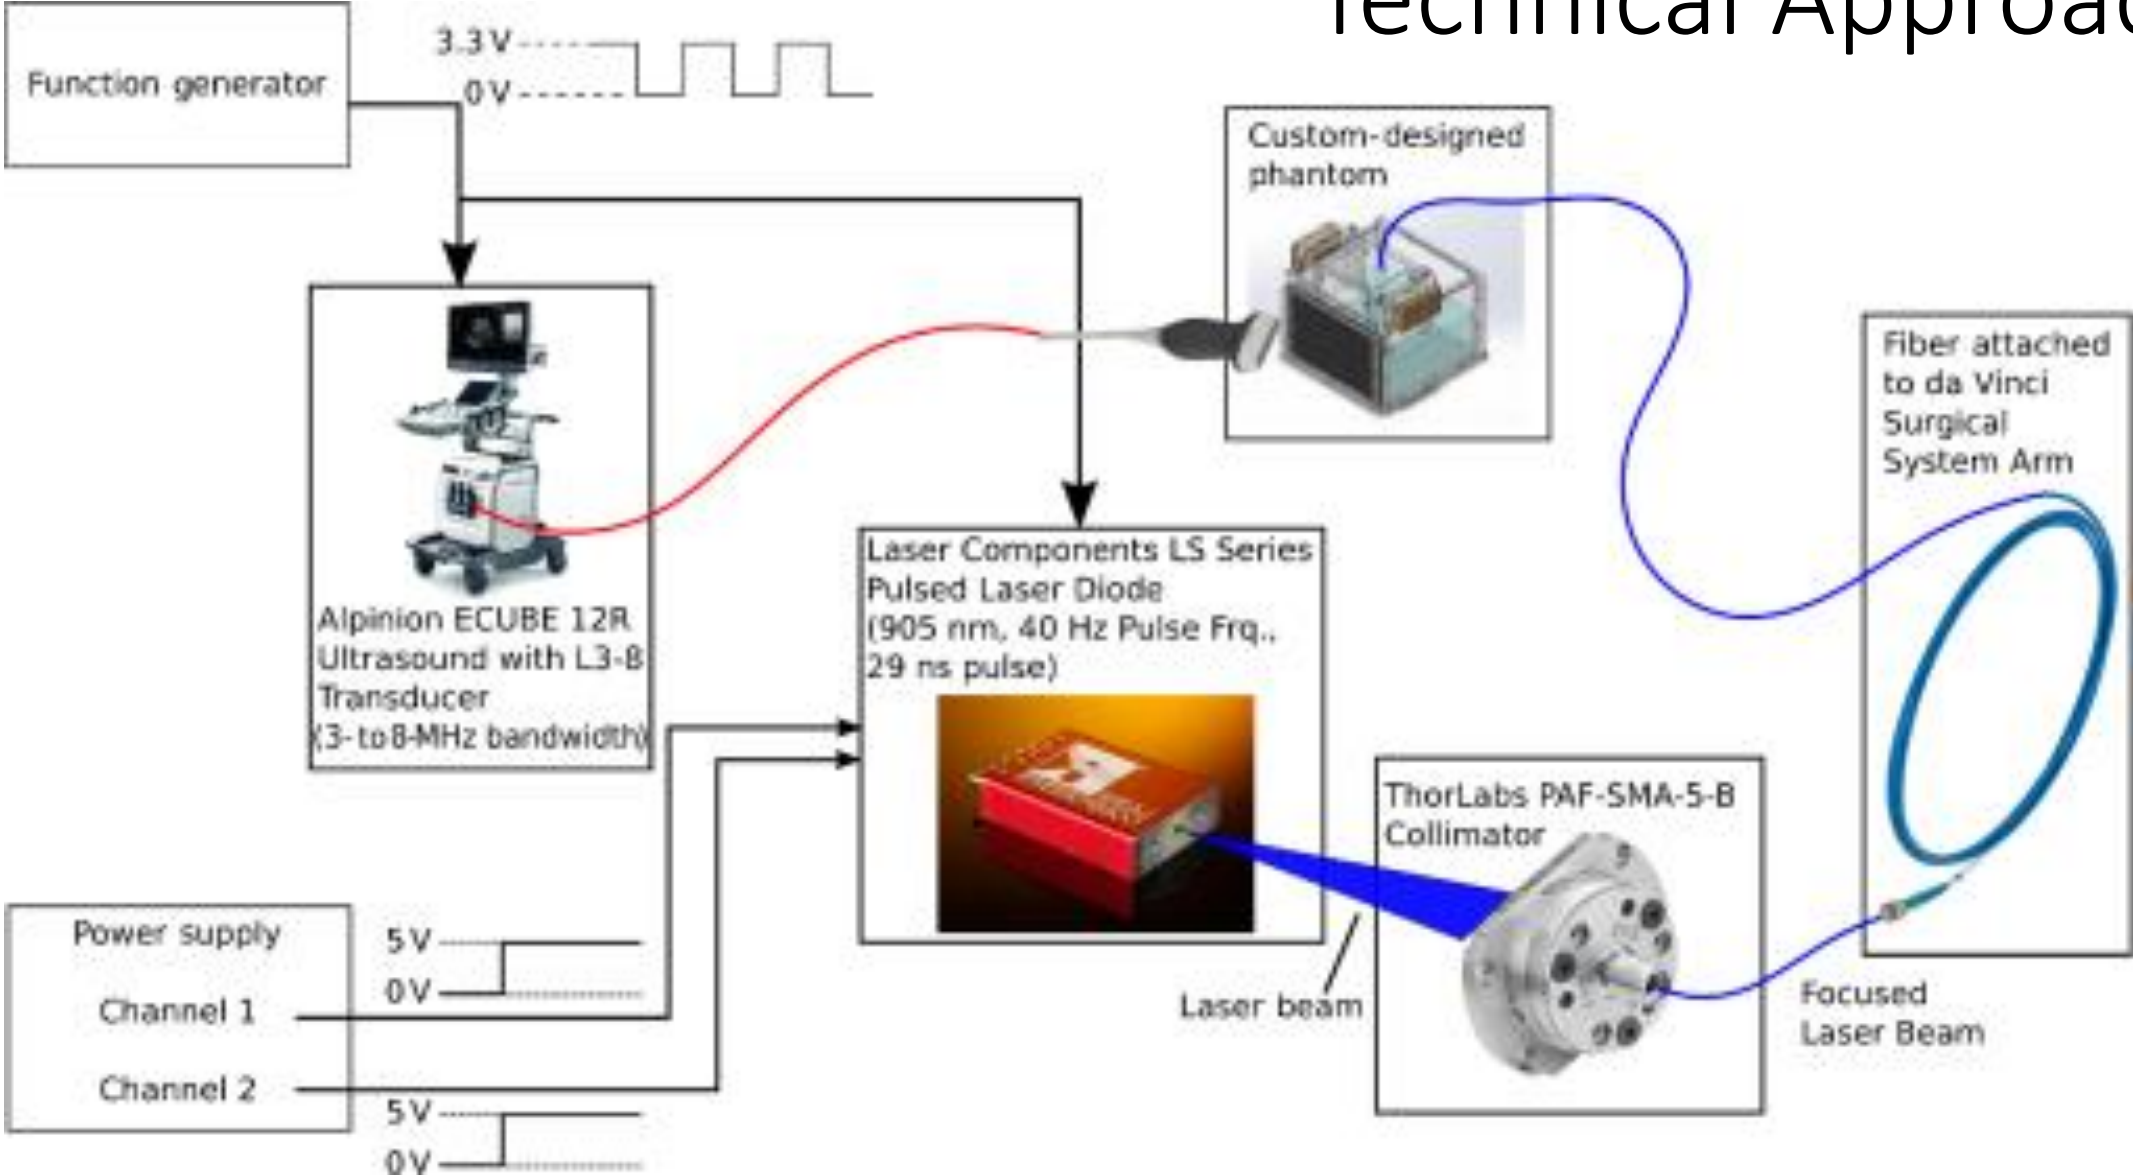 Technical Approac
Function generator
3.3 V
0 V
Custom-designed
phantom
Fiber attached
to da Vinci
Surgical
System Arm
Alpinion ECUBE 12R
Ultrasound with L3-8
Transducer
(3- to 8-MHz bandwidth)
Laser Components LS Series
Pulsed Laser Diode
(905 nm, 40 Hz Pulse Frq.,
29 ns pulse)
ThorLabs PAF-SMA-5-B
Collimator
Power supply
Channel 1
Channel 2
5 V
0 V
5 V
0 V
Laser beam
Focused
Laser Beam